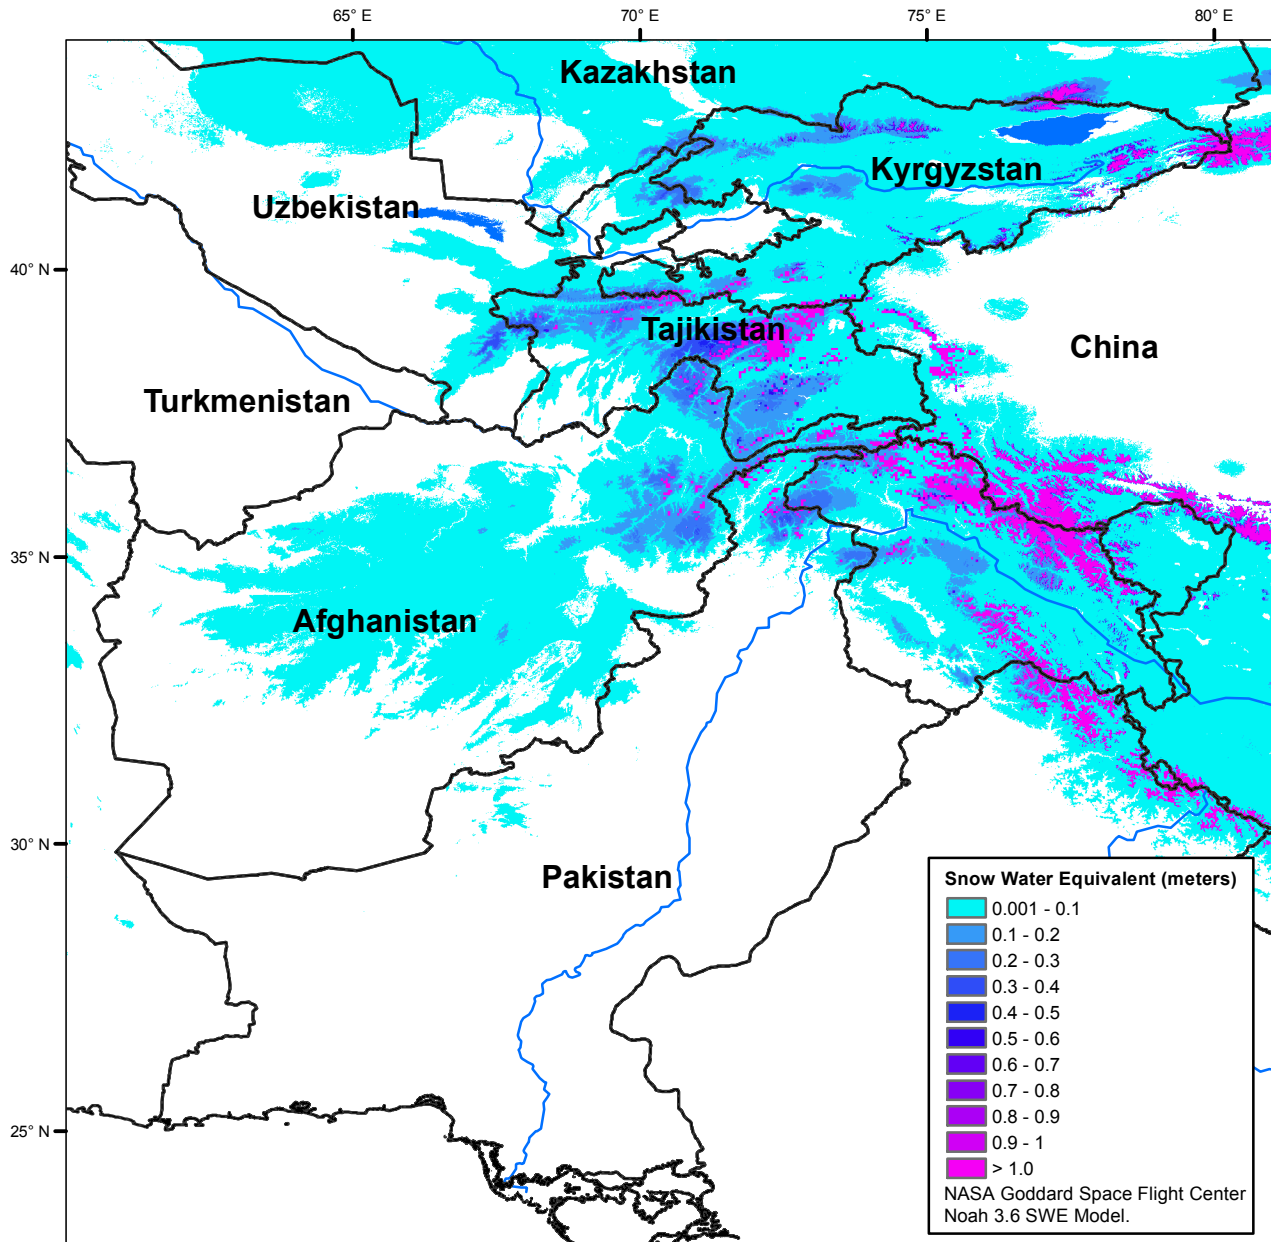 65° E
70° E
75° E
80° E
Kazakhstan
Kyrgyzstan
Uzbekistan
40° N
Tajikistan
China
Turkmenistan
35° N
Afghanistan
30° N
Pakistan
25° N
Snow Water Equivalent (meters)
0.001 - 0.1
0.1 - 0.2
0.2 - 0.3
0.3 - 0.4
0.4 - 0.5
0.5 - 0.6
0.6 - 0.7
0.7 - 0.8
0.8 - 0.9
0.9 - 1
> 1.0
NASA Goddard Space Flight Center
Noah 3.6 SWE Model.